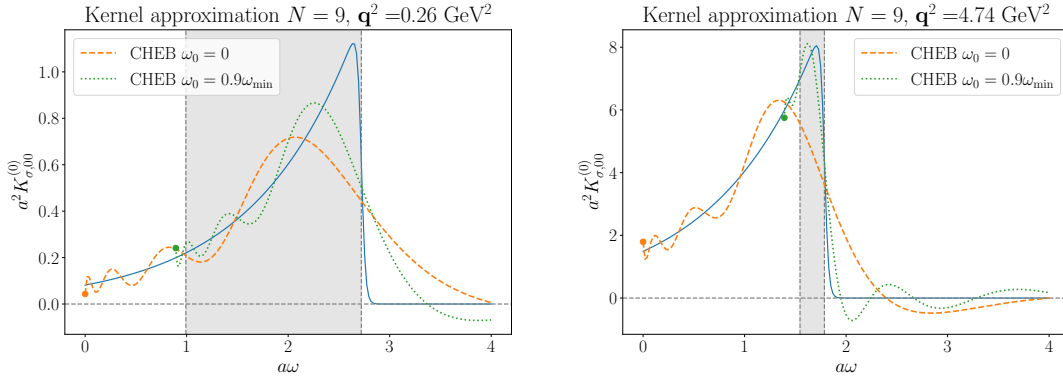 Kernel approximation N = 9, q² =0.26 GeV²
CHEB ω₀ = 0
CHEB ω₀ = 0.9ω_min
1.0
0.8
0.6
0.4
0.2
0.0
a²K^(0)_σ,00
0
1
2
3
4
aω
Kernel approximation N = 9, q² =4.74 GeV²
CHEB ω₀ = 0
CHEB ω₀ = 0.9ω_min
8
6
4
2
0
a²K^(0)_σ,00
0
1
2
3
4
aω